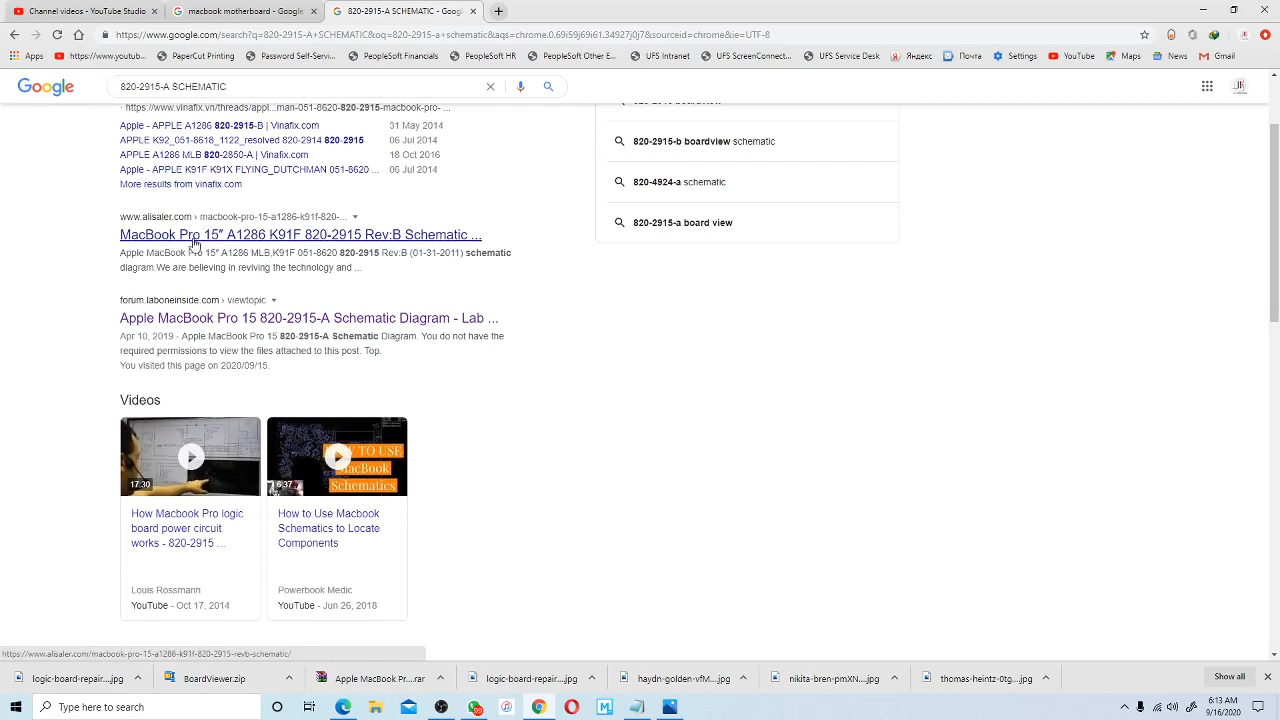 Channel videos - YouTube Studio
macbook motherboard - Google
820-2915-A SCHEMATIC - Google
https://www.google.com/search?q=820-2915-A+SCHEMATIC&oq=820-2915-a+schematic&aqs=chrome.0.69i59j69i61.34927j0j7&sourceid=chrome&ie=UTF-8
Apps
https://www.youtub...
PaperCut Printing
Password Self-Serv...
PeopleSoft Enterpri...
PeopleSoft Enterpri...
UFS Intranet
UFS ScreenConnec...
UFS Service Desk
Яндекс
Почта
Settings
YouTube
Maps
News
Gmail
Google
820-2915-A SCHEMATIC
· https://www.vinafix.vn/threads/appl...man-051-8620-820-2915-macbook-pro- ...
Apple - APPLE A1286 820-2915-B | Vinafix.com 31 May 2014
APPLE K92_051-8618_1122_resolved 820-2914 820-2915 06 Jul 2014
APPLE A1286 MLB 820-2850-A | Vinafix.com 18 Oct 2016
Apple - APPLE K91F K91X FLYING_DUTCHMAN 051-8620 ... 06 Jul 2014
More results from vinafix.com
820-2915-b boardview schematic
820-4924-a schematic
820-2915-a board view
www.alisaler.com › macbook-pro-15-a1286-k91f-820-...
MacBook Pro 15″ A1286 K91F 820-2915 Rev:B Schematic ...
Apple MacBook Pro 15″ A1286 MLB,K91F 051-8620 820-2915 Rev:B (01-31-2011) schematic
diagram.We are believing in reviving the technology and ...
forum.laboneinside.com › viewtopic
Apple MacBook Pro 15 820-2915-A Schematic Diagram - Lab ...
Apr 10, 2019 - Apple MacBook Pro 15 820-2915-A Schematic Diagram. You do not have the
required permissions to view the files attached to this post. Top.
You visited this page on 2020/09/15.
Videos
17:30
HOW TO USE
MacBook
Schematics
6:37
How Macbook Pro logic
board power circuit
works - 820-2915 ...
Louis Rossmann
YouTube - Oct 17, 2014
How to Use Macbook
Schematics to Locate
Components
Powerbook Medic
YouTube - Jun 26, 2018
https://www.alisaler.com/macbook-pro-15-a1286-k91f-820-2915-revb-schematic/
logic-board-repair....jpg
BoardViewer.zip
Apple MacBook Pr....rar
logic-board-repair....jpg
haydn-golden-vfM...jpg
nikita-bren-pmXN...jpg
thomas-heintz-0tg....jpg
Show all
Type here to search
99
6:13 AM
9/16/2020